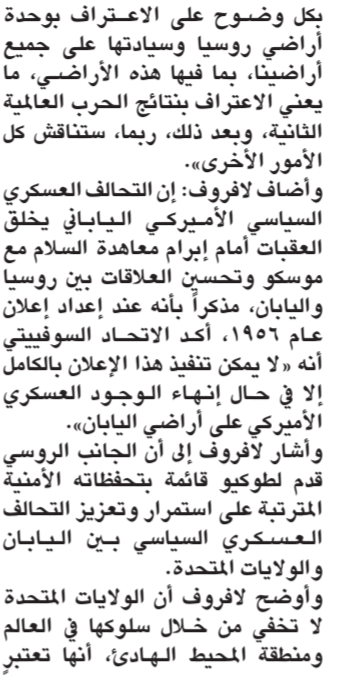 بكل وضوح على الاعتراف بوحدة
أراضي روسيا وسيادتها على جميع
أراضينا، بما فيها هذه الأراضي، ما
يعني الاعتراف بنتائج الحرب العالمية
الثانية، وبعد ذلك، ربما، ستناقش كل
الأمور الأخرى».
وأضاف لافروف: إن التحالف العسكري
السياسي الأميركي الياباني يخلق
العقبات أمام إبرام معاهدة السلام مع
موسكو وتحسين العلاقات بين روسيا
واليابان، مذكراً بأنه عند إعداد إعلان
عام ١٩٥٦، أكد الاتحاد السوفييتي
أنه «لا يمكن تنفيذ هذا الإعلان بالكامل
إلا في حال إنهاء الوجود العسكري
الأميركي على أراضي اليابان».
وأشار لافروف إلى أن الجانب الروسي
قدم لطوكيو قائمة بتحفظاته الأمنية
المترتبة على استمرار وتعزيز التحالف
العسكري السياسي بين اليابان
والولايات المتحدة.
وأوضح لافروف أن الولايات المتحدة
لا تخفي من خلال سلوكها في العالم
ومنطقة المحيط الهادئ، أنها تعتبرٍ